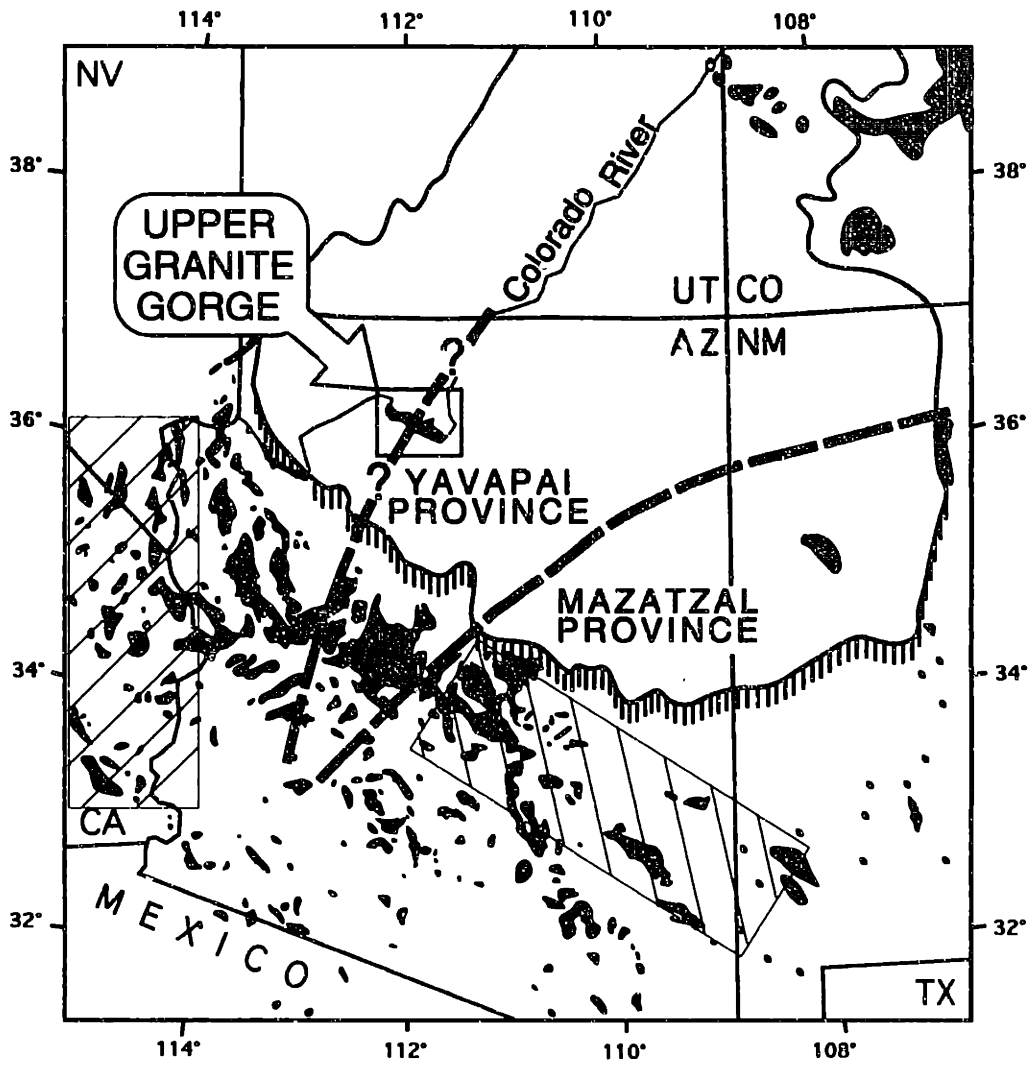 114° 112° 110° 108°
NV
38° 38°
Colorado River
UPPER
GRANITE
GORGE
UT CO
AZ NM
?
36° 36°
?
YAVAPAI
PROVINCE
MAZATZAL
PROVINCE
34° 34°
CA
MEXICO
32° 32°
TX
114° 112° 110° 108°